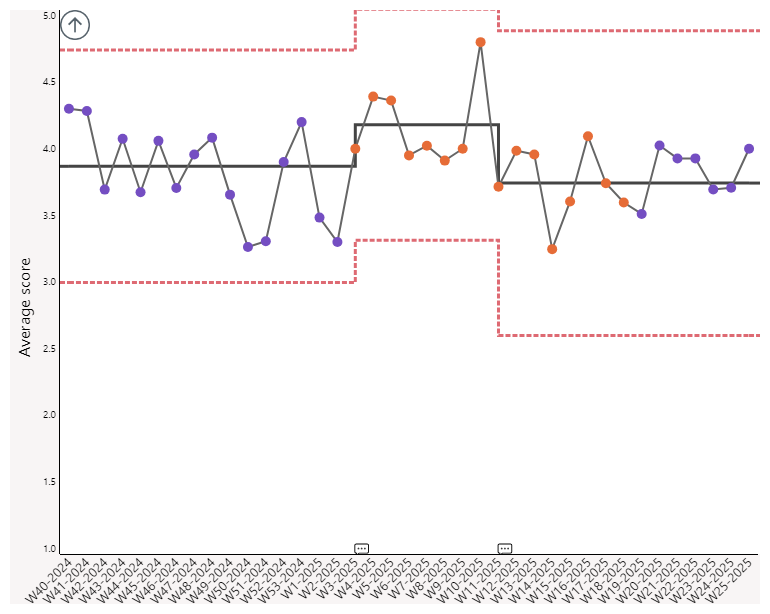 5.0
4.5
4.0
3.5
3.0
2.5
2.0
1.5
1.0
Average score
W40-2024
W41-2024
W42-2024
W43-2024
W44-2024
W45-2024
W46-2024
W47-2024
W48-2024
W49-2024
W50-2024
W51-2024
W52-2024
W53-2024
W1-2025
W2-2025
W3-2025
W4-2025
W5-2025
W6-2025
W7-2025
W8-2025
W9-2025
W10-2025
W11-2025
W12-2025
W13-2025
W14-2025
W15-2025
W16-2025
W17-2025
W18-2025
W19-2025
W20-2025
W21-2025
W22-2025
W23-2025
W24-2025
W25-2025